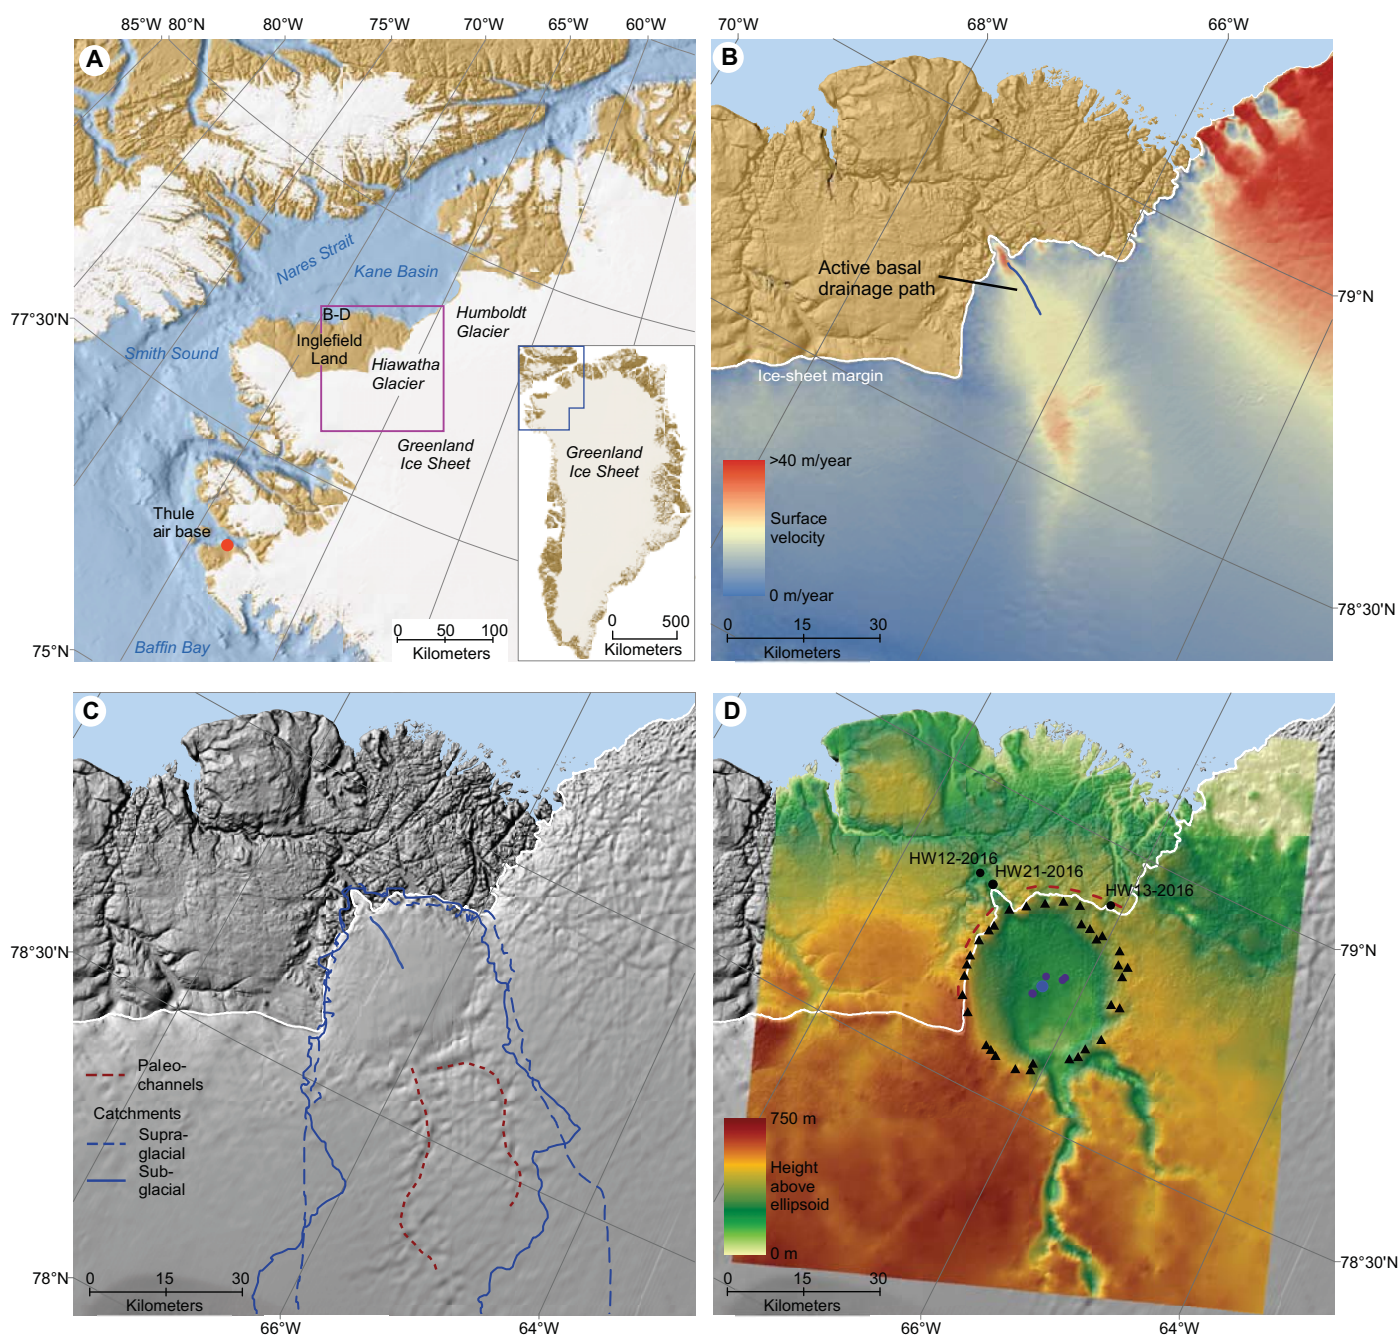 85°W 80°N 80°W 75°W 70°W 65°W 60°W
A
Nares Strait
Kane Basin
77°30'N
B-D
Humboldt
Glacier
Inglefield
Land
Smith Sound
Hiawatha
Glacier
Greenland
Ice Sheet
Greenland
Ice Sheet
Thule
air base
0 50 100
Kilometers
0 500
Kilometers
75°N
Baffin Bay
70°W 68°W 66°W
B
Active basal
drainage path
79°N
Ice-sheet margin
>40 m/year
Surface
velocity
0 m/year
78°30'N
0 15 30
Kilometers
C
78°30'N
Paleo-
channels
Catchments
Supra-
glacial
Sub-
glacial
78°N
0 15 30
Kilometers
66°W 64°W
D
HW12-2016
HW21-2016
HW13-2016
79°N
750 m
Height
above
ellipsoid
0 m
78°30'N
0 15 30
Kilometers
66°W 64°W